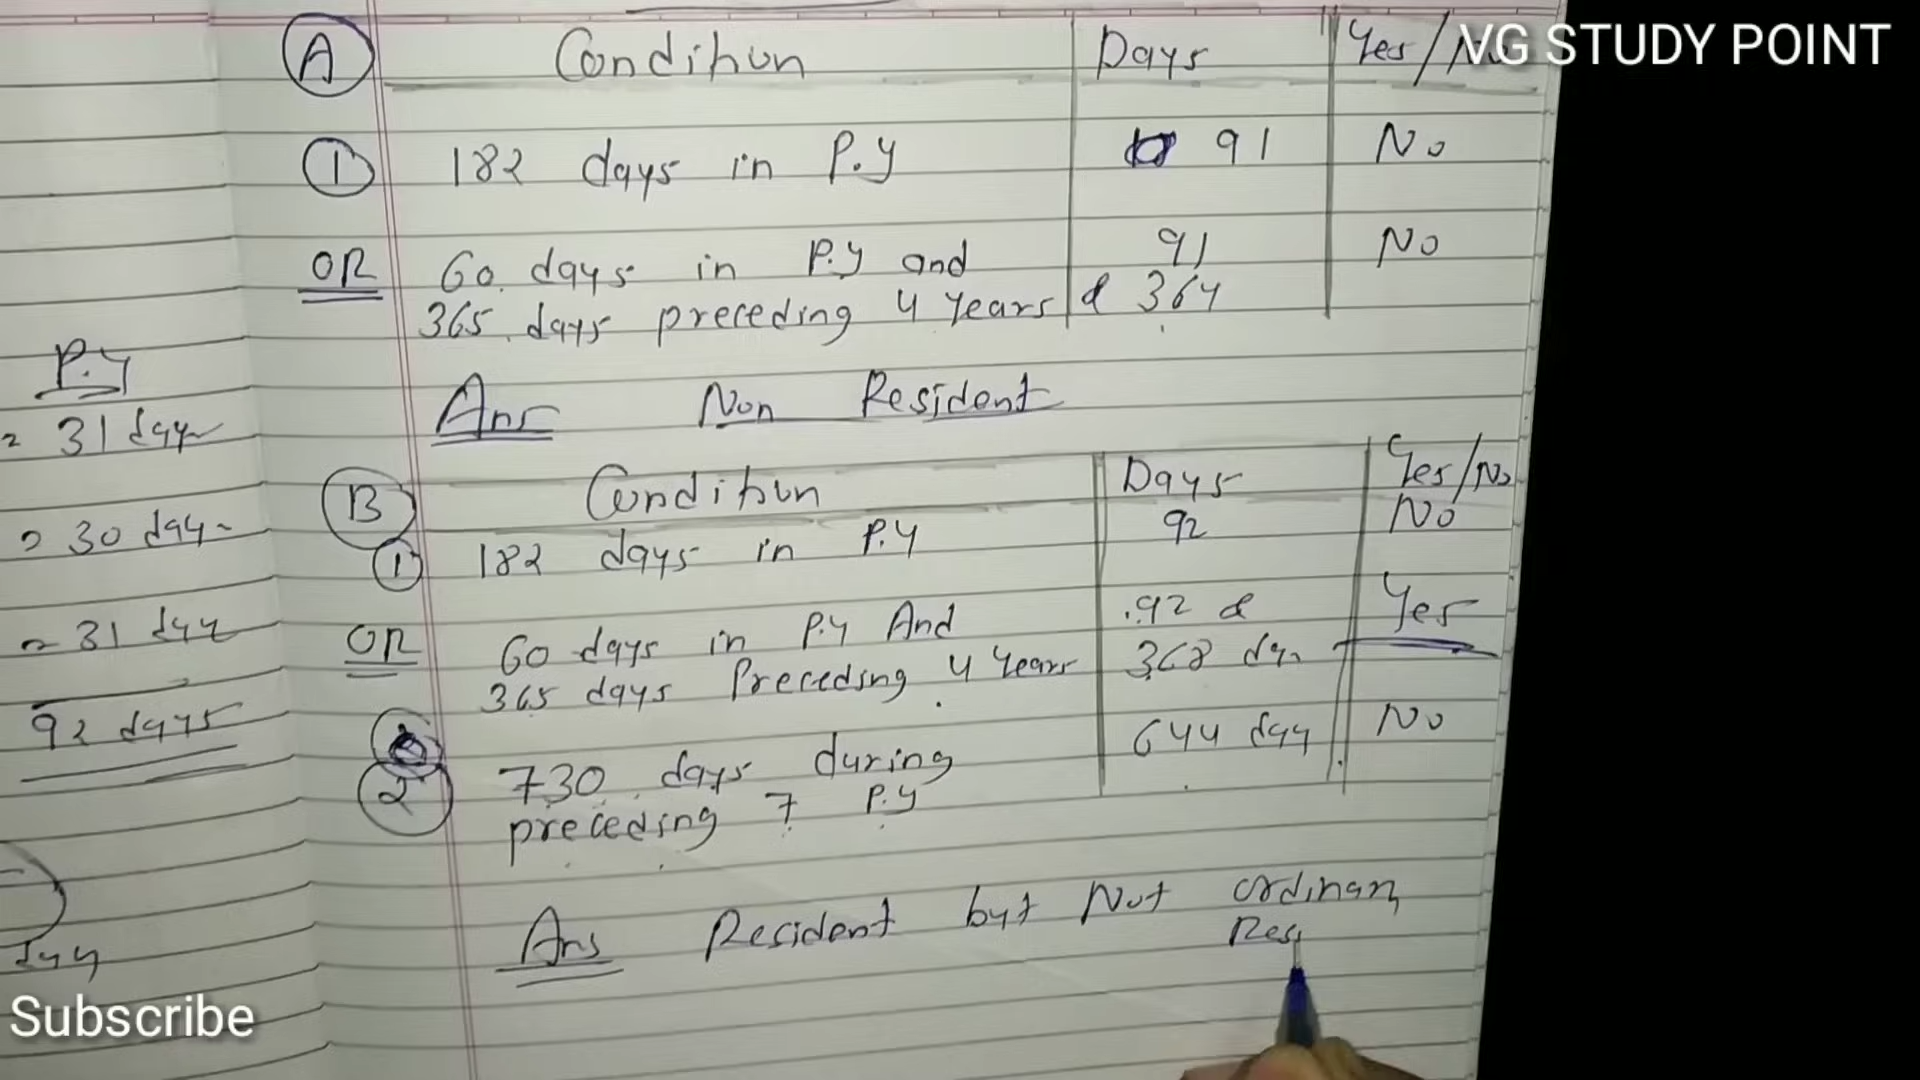 VG STUDY POINT
A Condition Days Yes/No
1 182 days in P.Y 91 No
OR 60 days in P.Y and 91 No
365 days preceding 4 Years & 364
Ans Non Resident
P.Y
= 31 days
= 30 days
= 31 days
92 days
B Condition Days Yes/No
1 182 days in P.Y 92 No
OR 60 days in P.Y And 92 & Yes
365 days Preceding 4 Years 368 days
2 730 days during 644 day No
preceding 7 P.Y
Ans Resident but Not ordinary
Resi
day
Subscribe